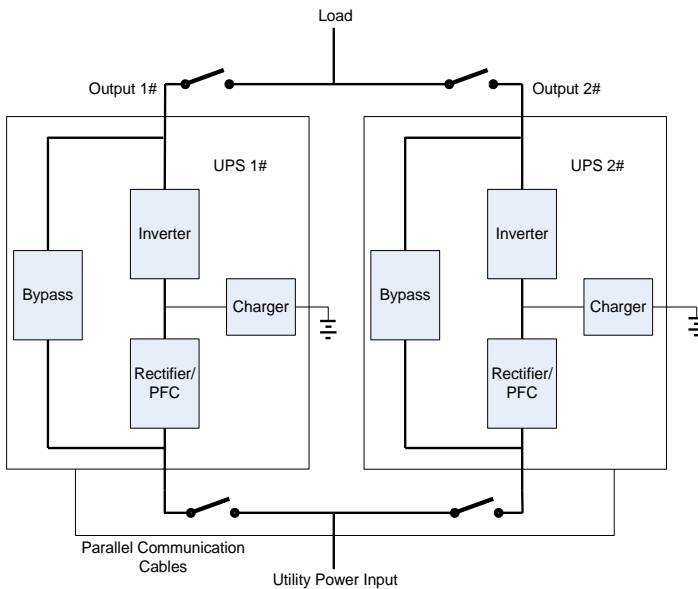 Load
Output 1#
Output 2#
UPS 1#
UPS 2#
Inverter
Inverter
Bypass
Charger
Bypass
Charger
Rectifier/
PFC
Rectifier/
PFC
Parallel Communication
Cables
Utility Power Input